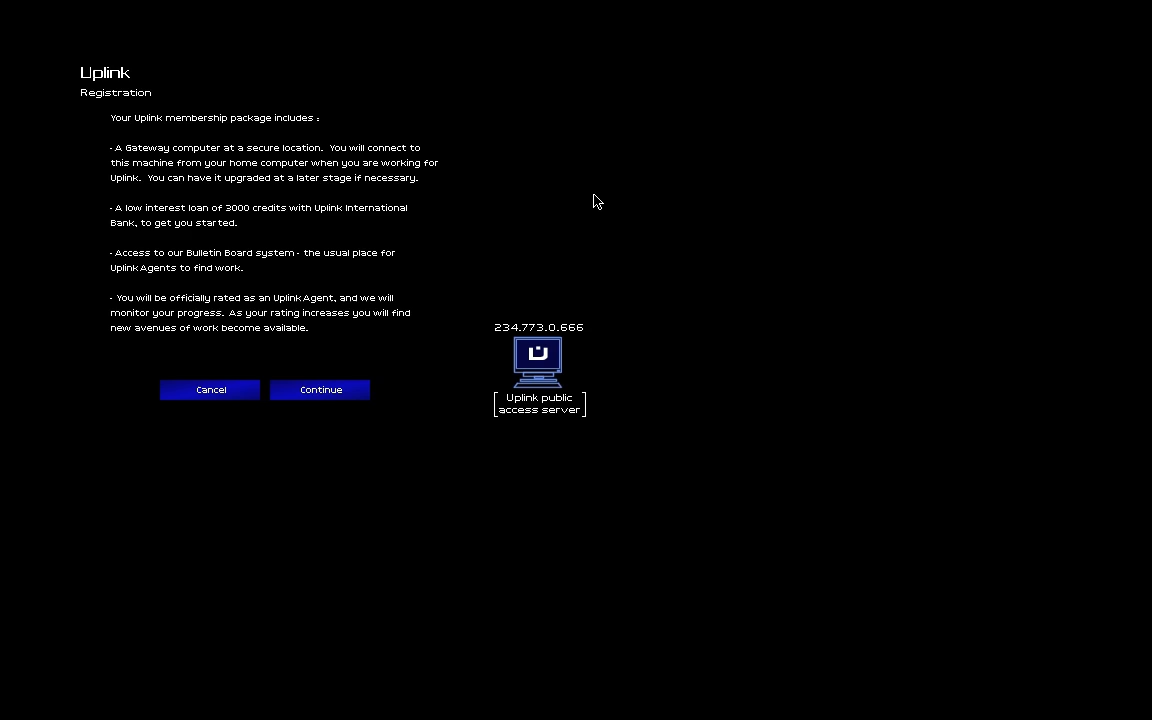 Uplink
Registration
Your Uplink membership package includes :
- A Gateway computer at a secure location.  You will connect to
this machine from your home computer when you are working for
Uplink.  You can have it upgraded at a later stage if necessary.
- A low interest loan of 3000 credits with Uplink International
Bank, to get you started.
- Access to our Bulletin Board system - the usual place for
Uplink Agents to find work.
- You will be officially rated as an Uplink Agent, and we will
monitor your progress.  As your rating increases you will find
new avenues of work become available.
Cancel
Continue
234.773.0.666
Uplink public
access server